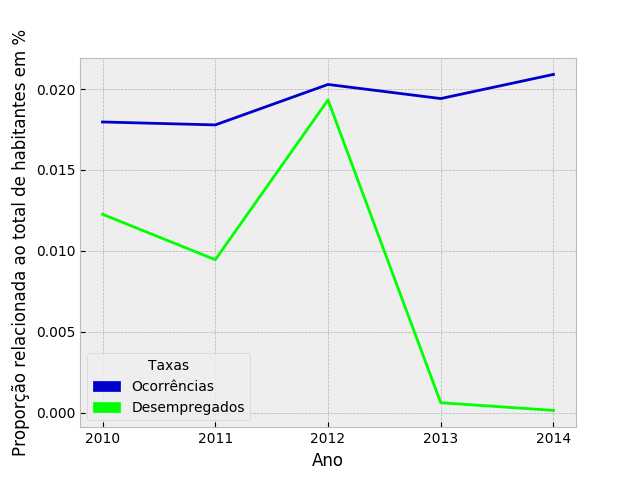 Proporção relacionada ao total de habitantes em %
0.020
0.015
0.010
0.005
0.000
Taxas
Ocorrências
Desempregados
2010 2011 2012 2013 2014
Ano